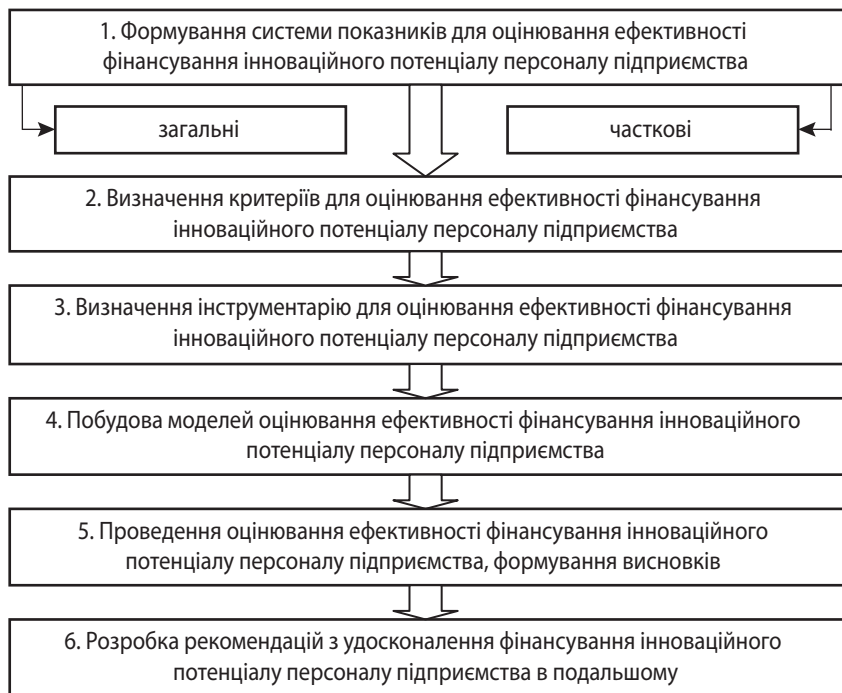 1. Формування системи показників для оцінювання ефективності
фінансування інноваційного потенціалу персоналу підприємства
загальні
часткові
2. Визначення критеріїв для оцінювання ефективності фінансування
інноваційного потенціалу персоналу підприємства
3. Визначення інструментарію для оцінювання ефективності фінансування
інноваційного потенціалу персоналу підприємства
4. Побудова моделей оцінювання ефективності фінансування інноваційного
потенціалу персоналу підприємства
5. Проведення оцінювання ефективності фінансування інноваційного
потенціалу персоналу підприємства, формування висновків
6. Розробка рекомендацій з удосконалення фінансування інноваційного
потенціалу персоналу підприємства в подальшому